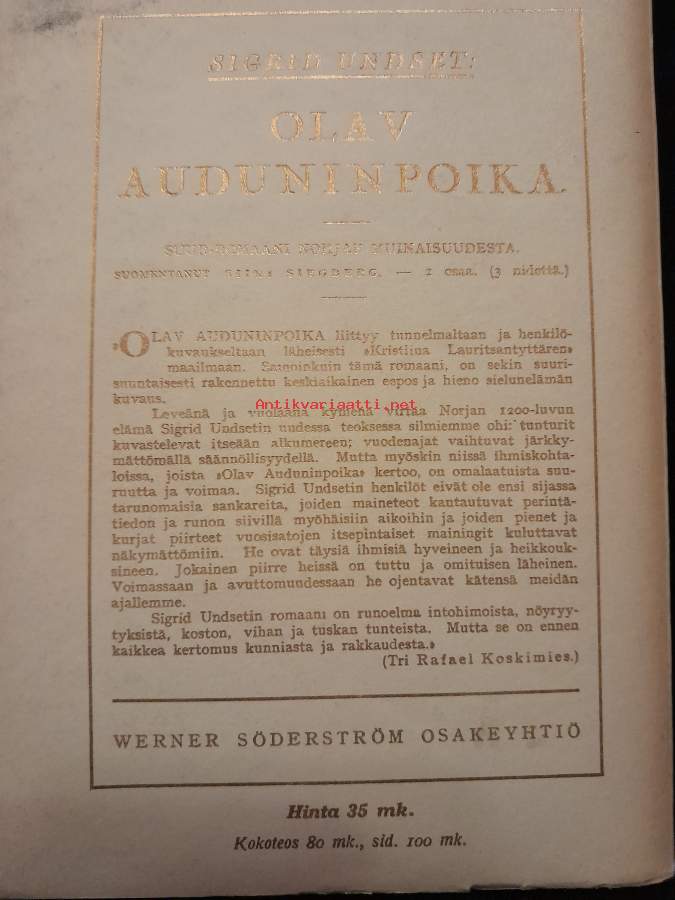 SIGRID UNDSET:
OLAV
AUDUNINPOIKA.
SUUR-ROMAANI NORJAN MUINAISUUDESTA.
SUOMENTANUT SIIRI SIEGBERG. — I osa. (3 nidettä.)
»OLAV AUDUNINPOIKA liittyy tunnelmaltaan ja henkilö-
kuvaukseltaan läheisesti »Kristiina Lauritsantyttären»
maailmaan. Samoinkuin tämä romaani, on sekin suuri-
suuntaisesti rakennettu keskiaikainen eepos ja hieno sielunelämän
kuvaus.
Antikvariaatti.net
Leveänä ja vuolaana kymenä virtaa Norjan 1200-luvun
elämä Sigrid Undsetin uudessa teoksessa silmiemme ohi: tunturit
kuvastelevat itseään alkumereen; vuodenajat vaihtuvat järkky-
mättömällä säännöllisyydellä. Mutta myöskin niissä ihmiskohta-
loissa, joista »Olav Auduninpoika» kertoo, on omalaatuista suu-
ruutta ja voimaa. Sigrid Undsetin henkilöt eivät ole ensi sijassa
tarunomaisia sankareita, joiden maineteot kantautuvat perintä-
tiedon ja runon siivillä myöhäisiin aikoihin ja joiden pienet ja
kurjat piirteet vuosisatojen itsepintaiset mainingit kuluttavat
näkymättömiin. He ovat täysiä ihmisiä hyveineen ja heikkouk-
sineen. Jokainen piirre heissä on tuttu ja omituisen läheinen.
Voimassaan ja avuttomuudessaan he ojentavat kätensä meidän
ajallemme.
Sigrid Undsetin romaani on runoelma intohimoista, nöyryy-
tyksistä, koston, vihan ja tuskan tunteista. Mutta se on ennen
kaikkea kertomus kunniasta ja rakkaudesta.»
(Tri Rafael Koskimies.)
WERNER SÖDERSTRÖM OSAKEYHTIÖ
Hinta 35 mk.
Kokoteos 80 mk., sid. 100 mk.